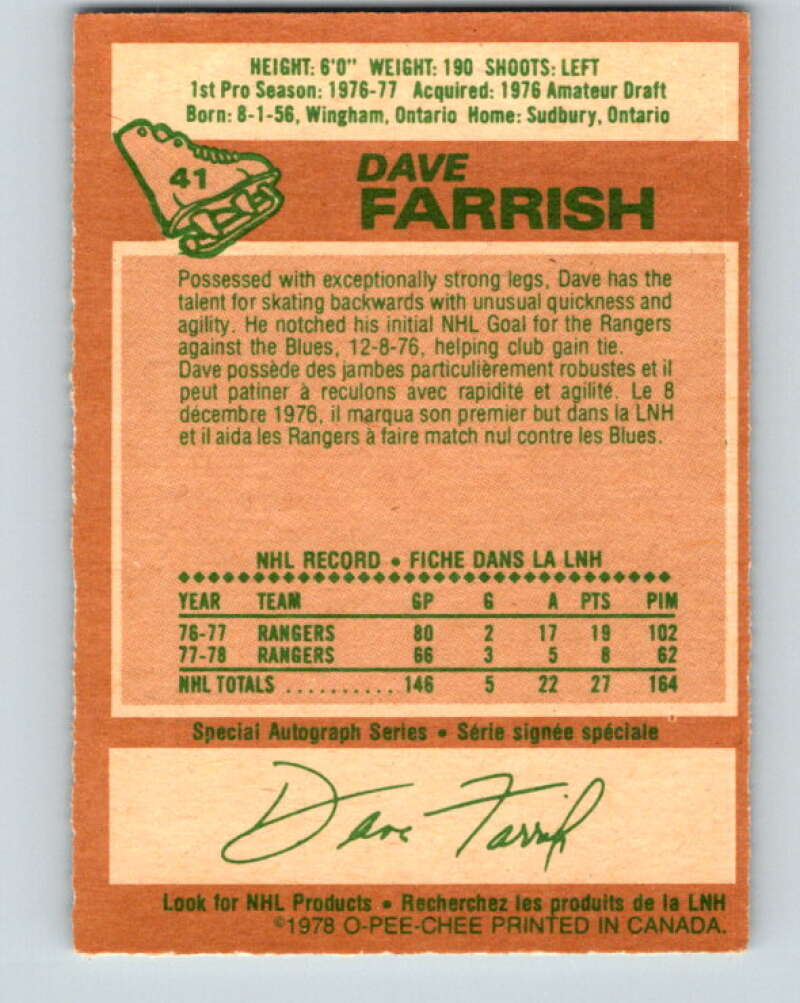 HEIGHT: 6'0" WEIGHT: 190 SHOOTS: LEFT
1st Pro Season: 1976-77 Acquired: 1976 Amateur Draft
Born: 8-1-56, Wingham, Ontario Home: Sudbury, Ontario
41
DAVE
FARRISH
Possessed with exceptionally strong legs, Dave has the
talent for skating backwards with unusual quickness and
agility. He notched his initial NHL Goal for the Rangers
against the Blues, 12-8-76, helping club gain tie.
Dave possède des jambes particulièrement robustes et il
peut patiner à reculons avec rapidité et agilité. Le 8
décembre 1976, il marqua son premier but dans la LNH
et il aida les Rangers à faire match nul contre les Blues.
NHL RECORD • FICHE DANS LA LNH
YEAR TEAM GP G A PTS PIM
76-77 RANGERS 80 2 17 19 102
77-78 RANGERS 66 3 5 8 62
NHL TOTALS .......... 146 5 22 27 164
Special Autograph Series • Série signée spéciale
Dave Farrish
Look for NHL Products • Recherchez les produits de la LNH
©1978 O-PEE-CHEE PRINTED IN CANADA.